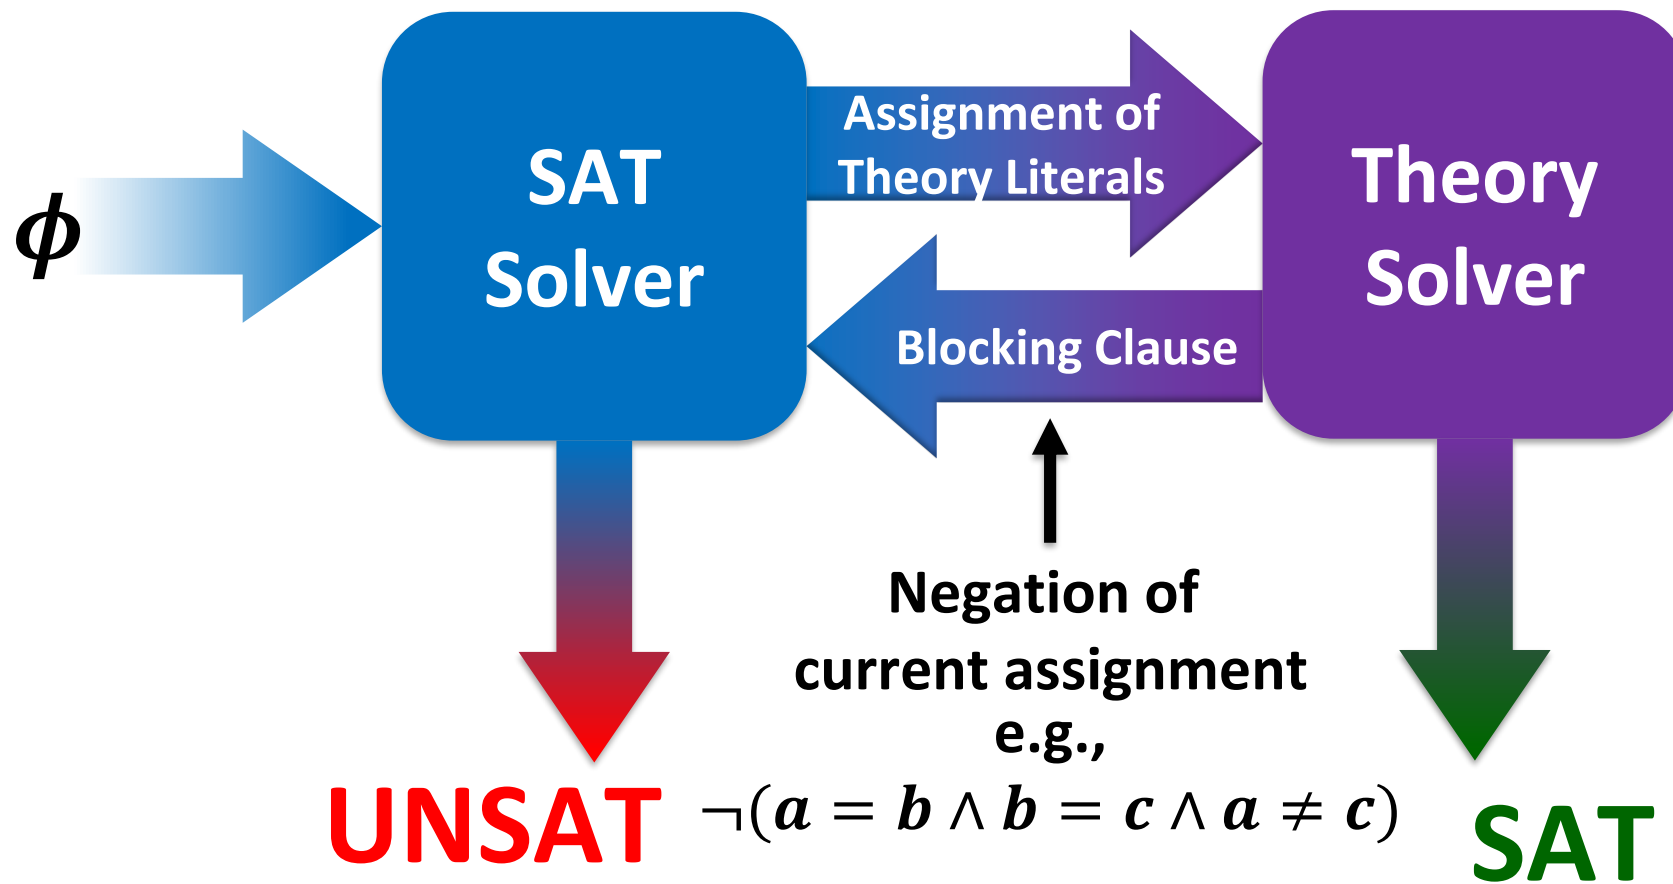 ϕ
SAT
Solver
Assignment of
Theory Literals
Theory
Solver
Blocking Clause
Negation of
current assignment
e.g.,
¬(a = b ∧ b = c ∧ a ≠ c)
UNSAT
SAT